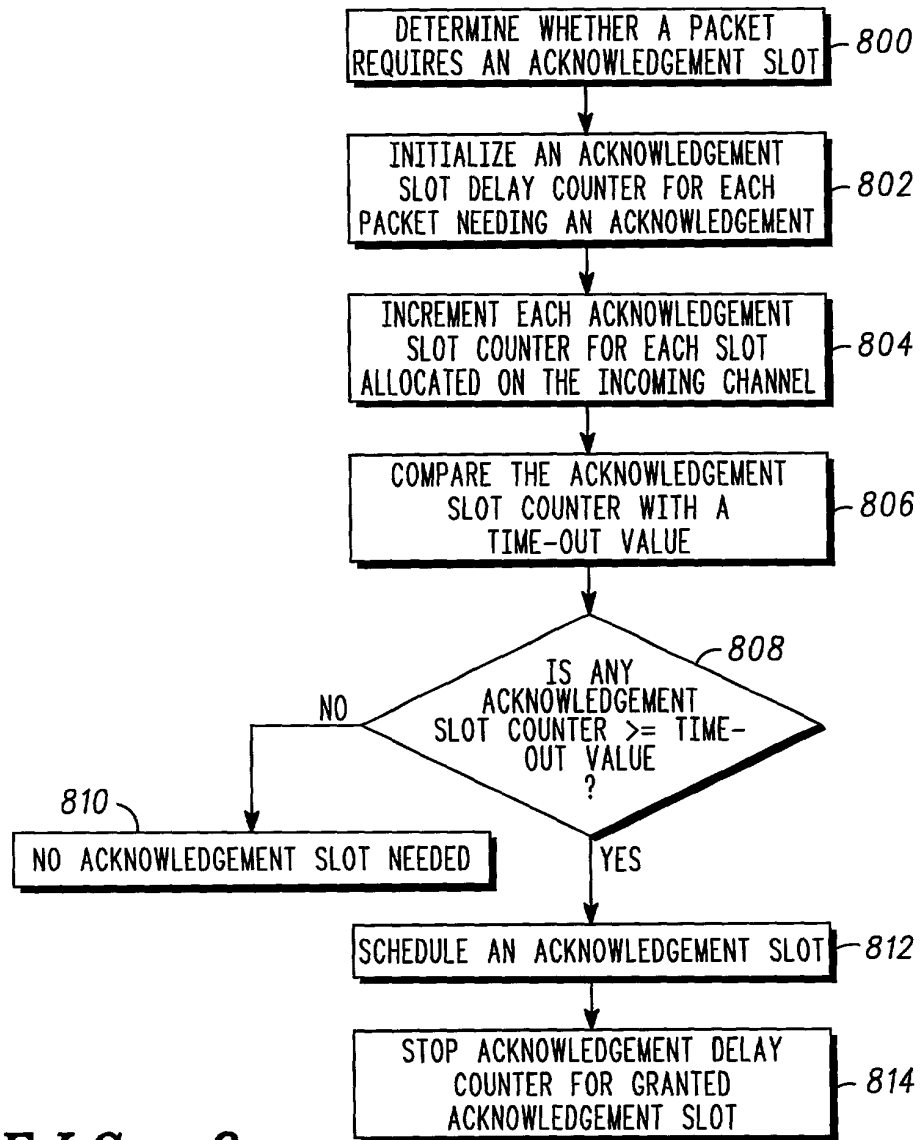 DETERMINE WHETHER A PACKET
REQUIRES AN ACKNOWLEDGEMENT SLOT
800
INITIALIZE AN ACKNOWLEDGEMENT
SLOT DELAY COUNTER FOR EACH
PACKET NEEDING AN ACKNOWLEDGEMENT
802
INCREMENT EACH ACKNOWLEDGEMENT
SLOT COUNTER FOR EACH SLOT
ALLOCATED ON THE INCOMING CHANNEL
804
COMPARE THE ACKNOWLEDGEMENT
SLOT COUNTER WITH A
TIME-OUT VALUE
806
808
IS ANY
ACKNOWLEDGEMENT
SLOT COUNTER >= TIME-
OUT VALUE
?
NO
810
NO ACKNOWLEDGEMENT SLOT NEEDED
YES
SCHEDULE AN ACKNOWLEDGEMENT SLOT
812
STOP ACKNOWLEDGEMENT DELAY
COUNTER FOR GRANTED
ACKNOWLEDGEMENT SLOT
814